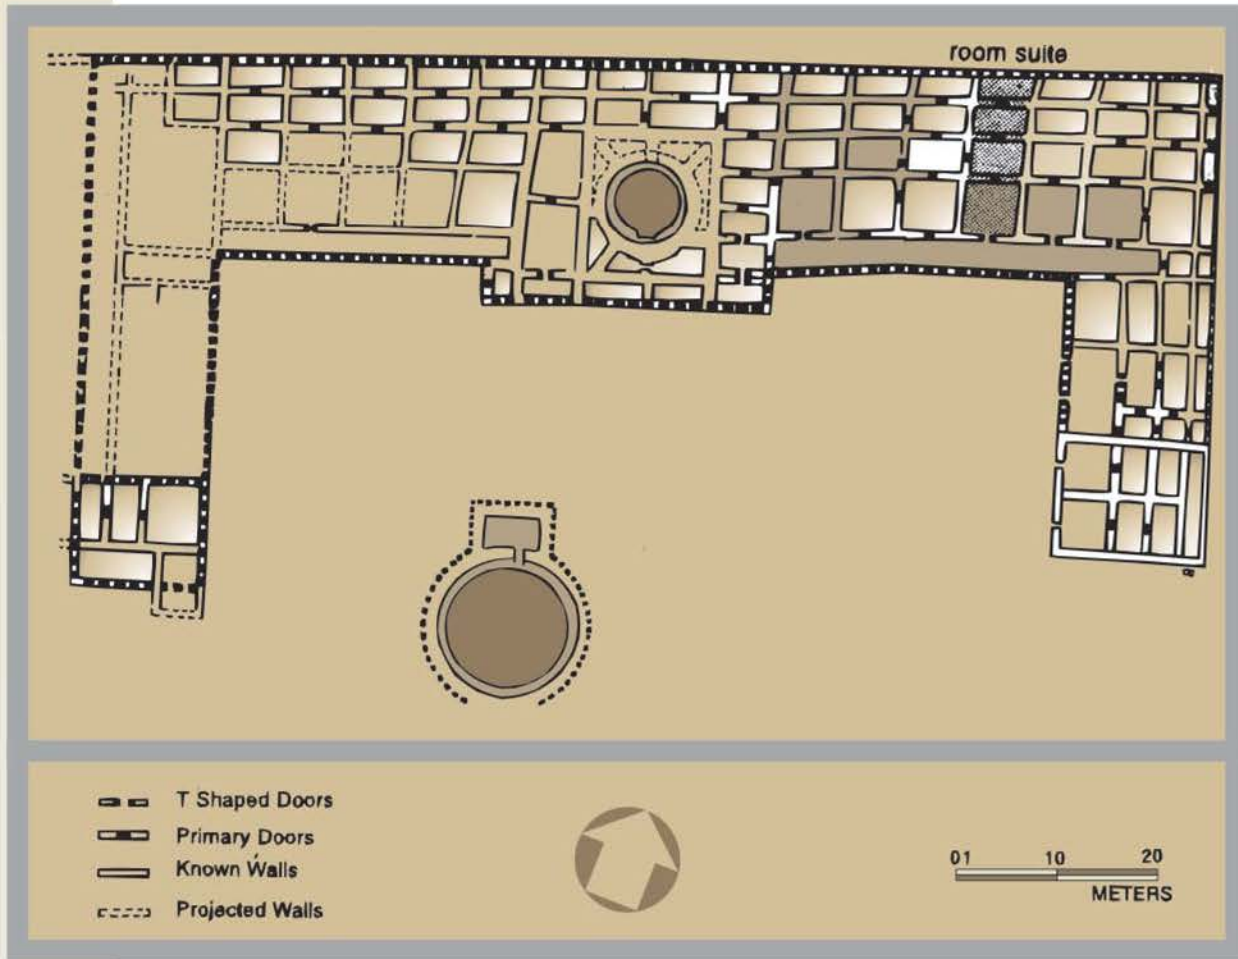 room suite
T Shaped Doors
Primary Doors
Known Walls
Projected Walls
01 10 20
METERS